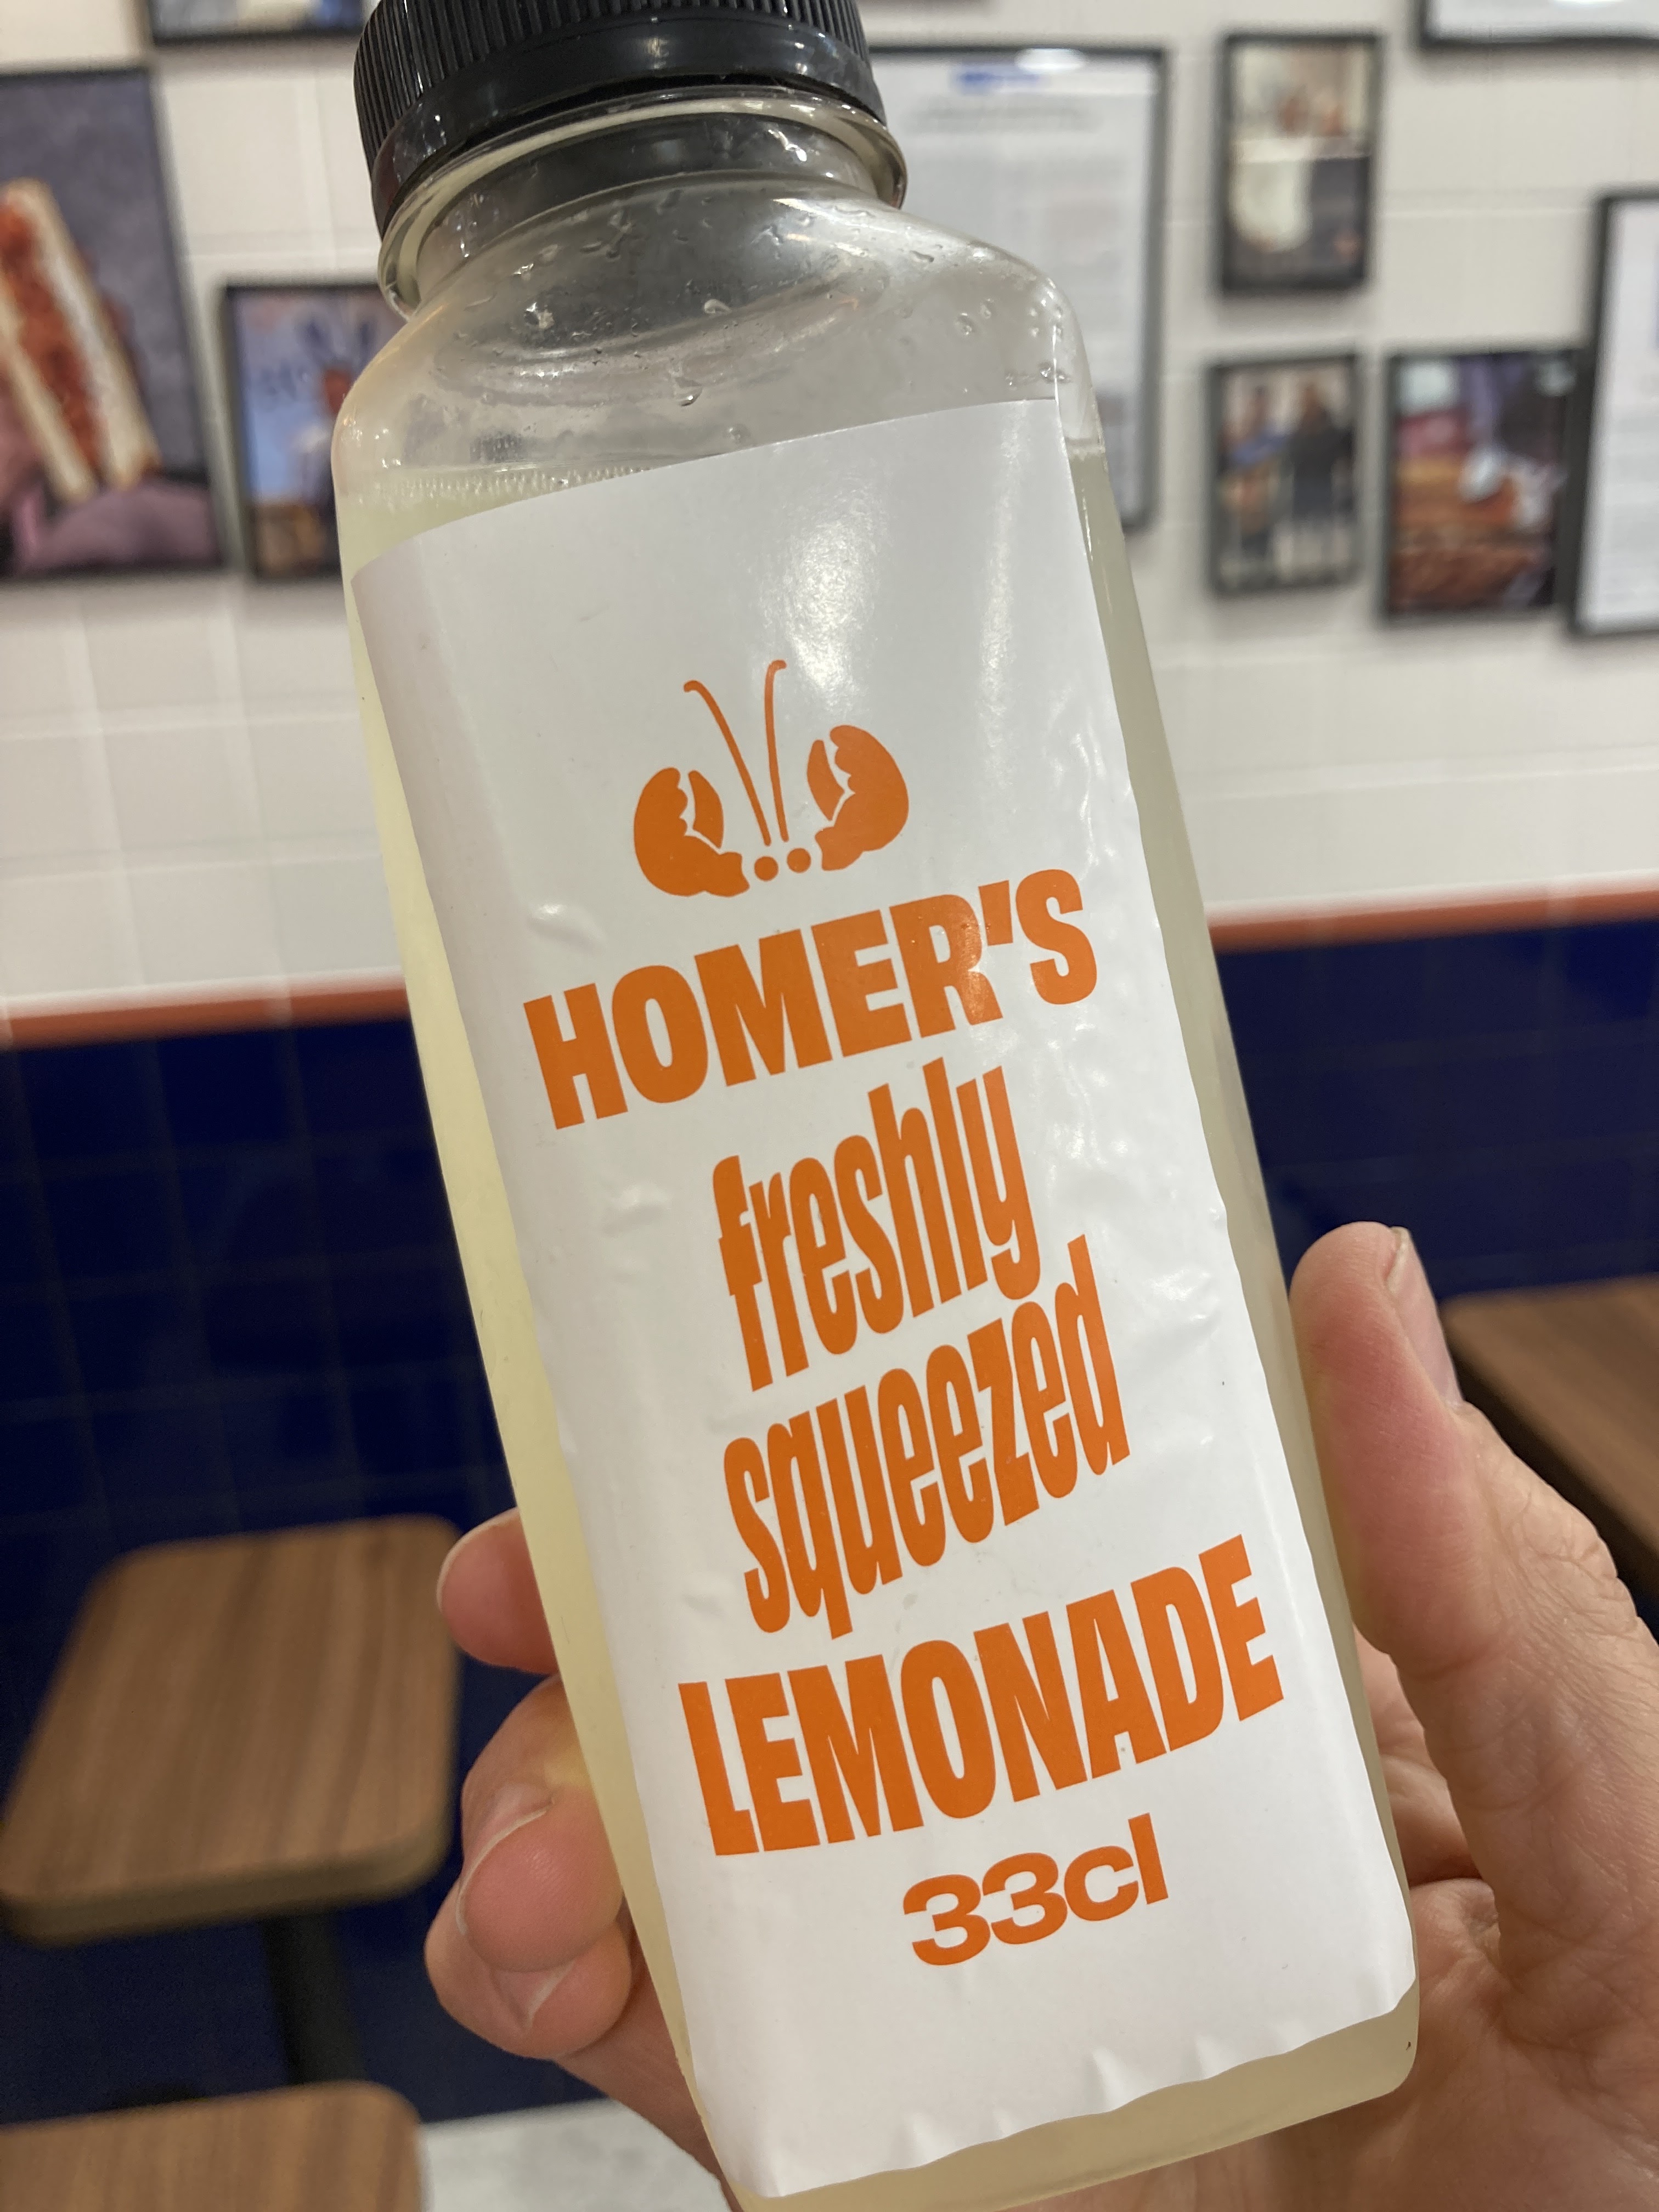 HOMER'S
freshly
squeezed
LEMONADE
33cl